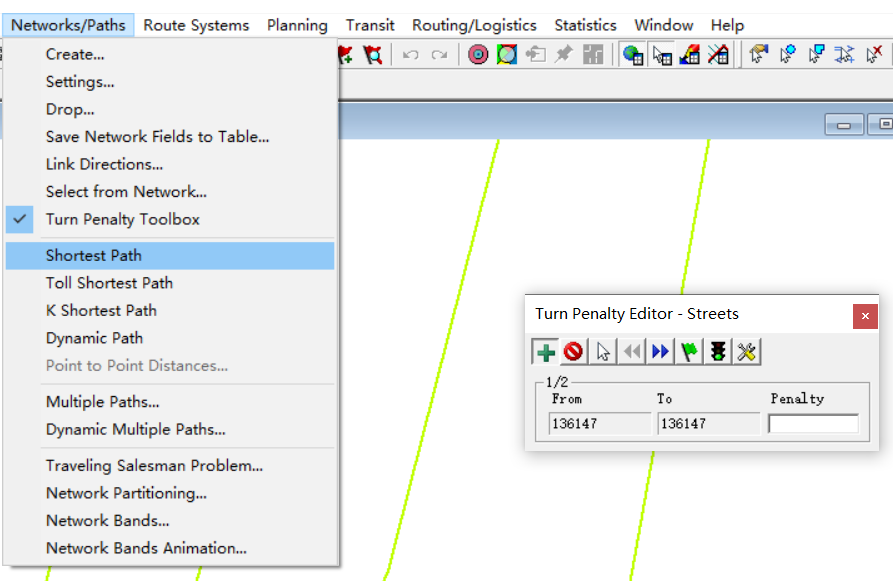 Networks/Paths Route Systems Planning Transit Routing/Logistics Statistics Window Help
Create...
Settings...
Drop...
Save Network Fields to Table...
Link Directions...
Select from Network...
Turn Penalty Toolbox
Shortest Path
Toll Shortest Path
K Shortest Path
Dynamic Path
Point to Point Distances...
Multiple Paths...
Dynamic Multiple Paths...
Traveling Salesman Problem...
Network Partitioning...
Network Bands...
Network Bands Animation...
Turn Penalty Editor - Streets
1/2
From To Penalty
136147 136147